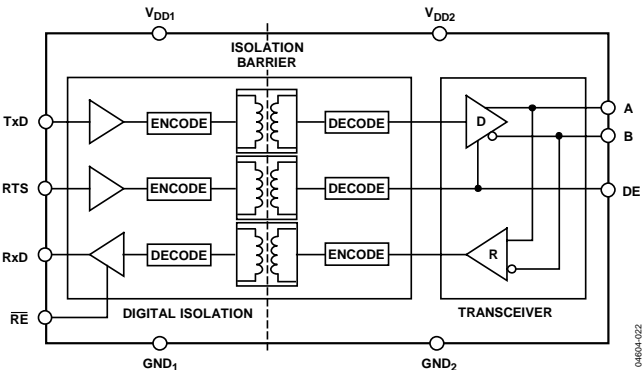 VDD1
VDD2
ISOLATION
BARRIER
TxD
ENCODE
DECODE
D
A
B
RTS
ENCODE
DECODE
DE
RxD
DECODE
ENCODE
R
RE
DIGITAL ISOLATION
TRANSCEIVER
GND1
GND2
04604-022